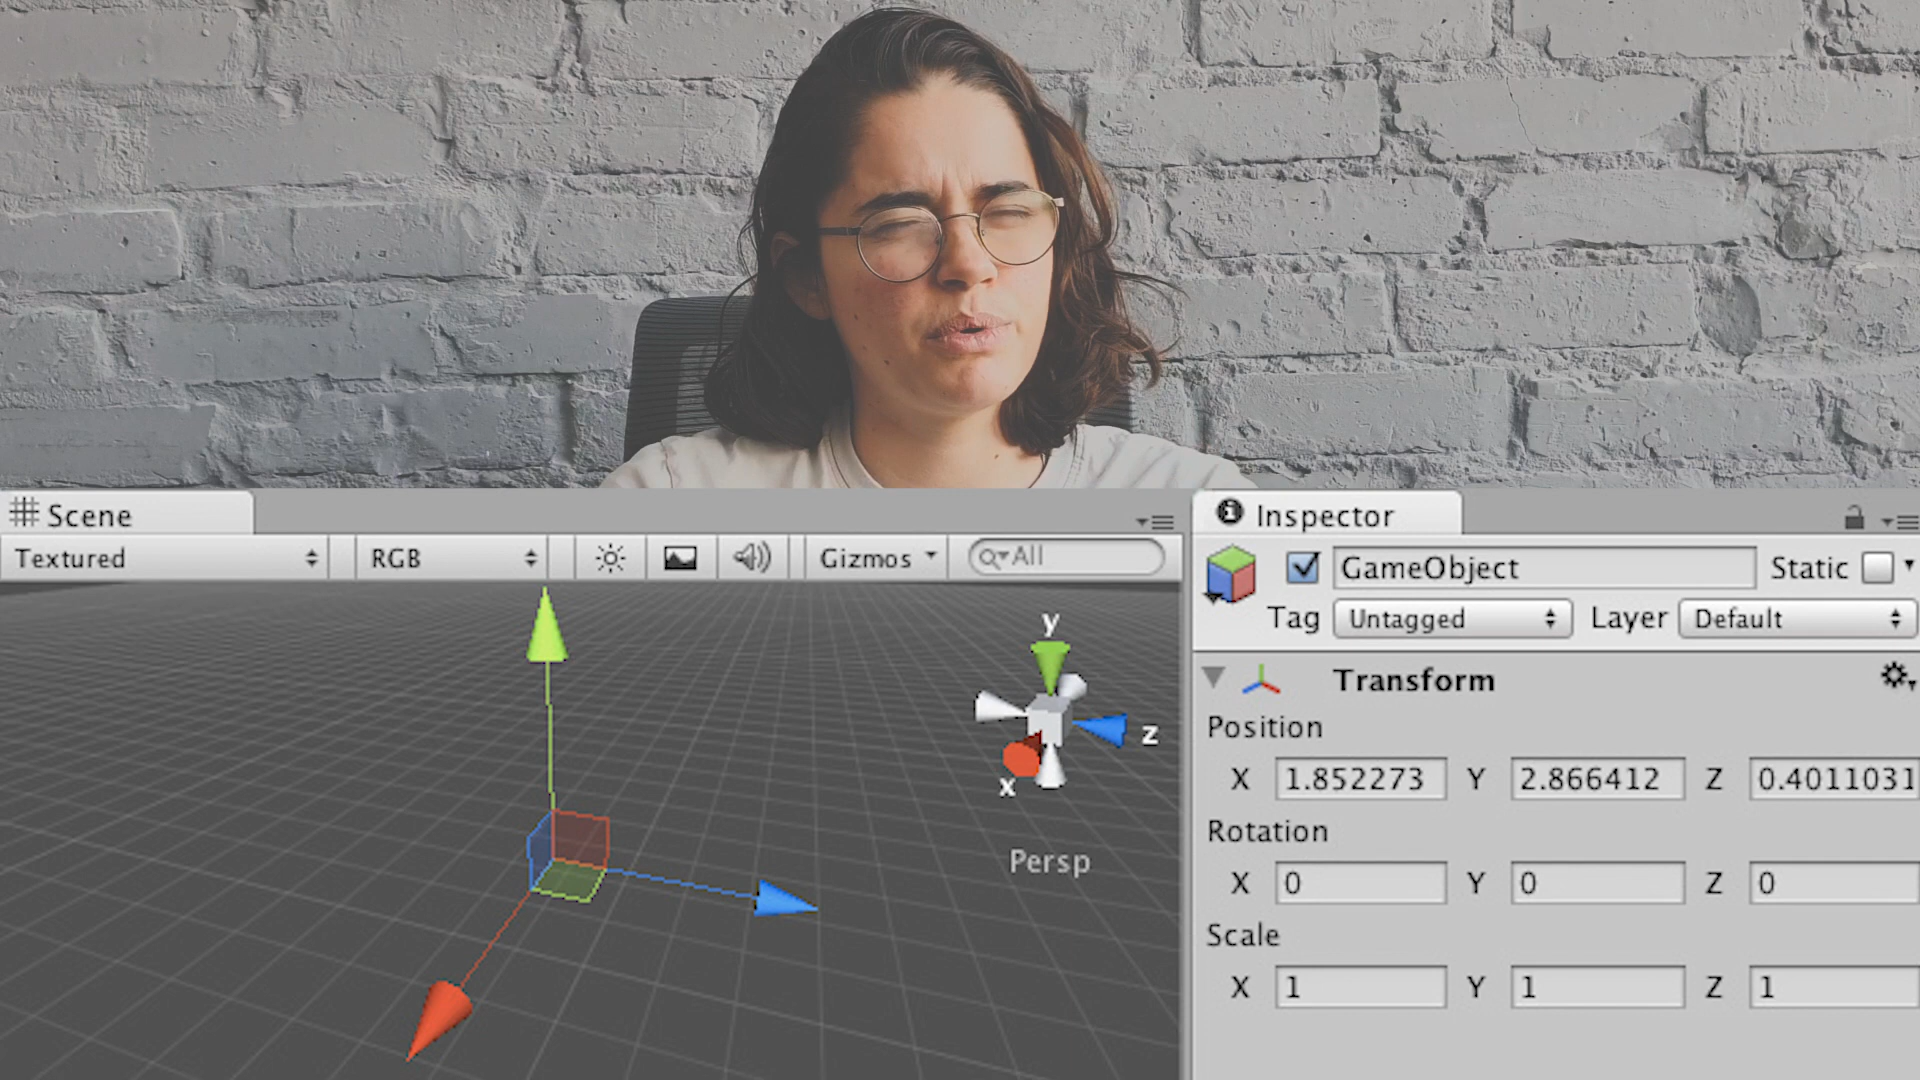 Scene
Textured RGB Gizmos All
y
z
x
Persp
Inspector
GameObject Static
Tag Untagged Layer Default
Transform
Position
X 1.852273 Y 2.866412 Z 0.4011031
Rotation
X 0 Y 0 Z 0
Scale
X 1 Y 1 Z 1